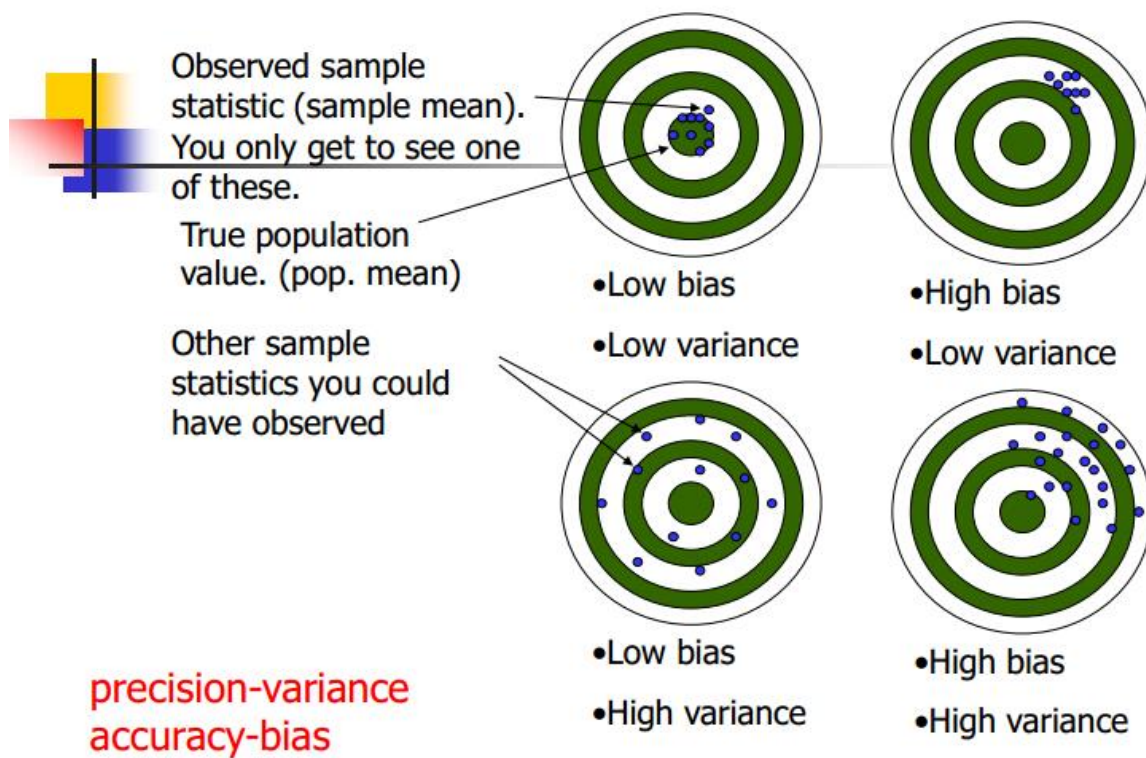 Observed sample
statistic (sample mean).
You only get to see one
of these.
True population
value. (pop. mean)
•Low bias
•Low variance
•High bias
•Low variance
Other sample
statistics you could
have observed
•Low bias
•High variance
•High bias
•High variance
precision-variance
accuracy-bias